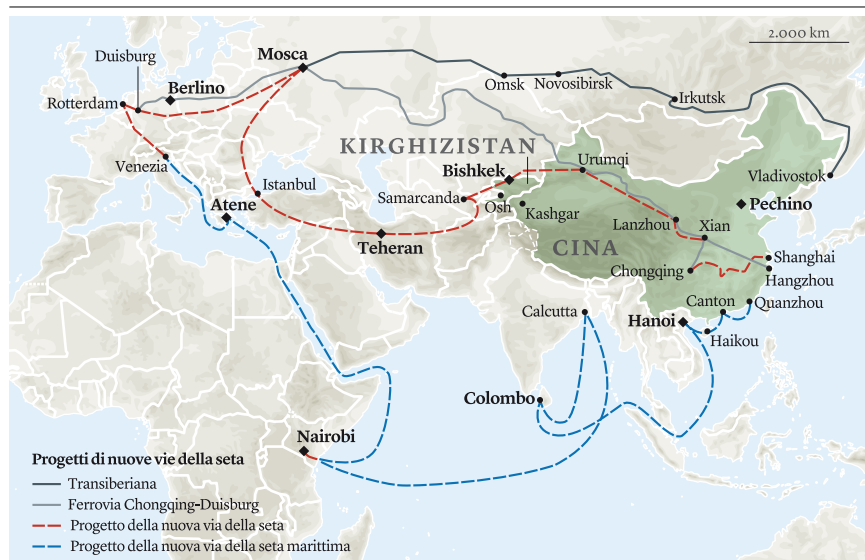 2.000 km
Duisburg
Mosca
Berlino
Rotterdam
Omsk
Novosibirsk
Irkutsk
KIRGHIZISTAN
Venezia
Bishkek
Urumqi
Vladivostok
Istanbul
Samarcanda
Osh
Kashgar
Pechino
Atene
Lanzhou
Xian
Teheran
CINA
Shanghai
Chongqing
Hangzhou
Calcutta
Canton
Quanzhou
Hanoi
Haikou
Colombo
Nairobi
Progetti di nuove vie della seta
Transiberiana
Ferrovia Chongqing-Duisburg
Progetto della nuova via della seta
Progetto della nuova via della seta marittima